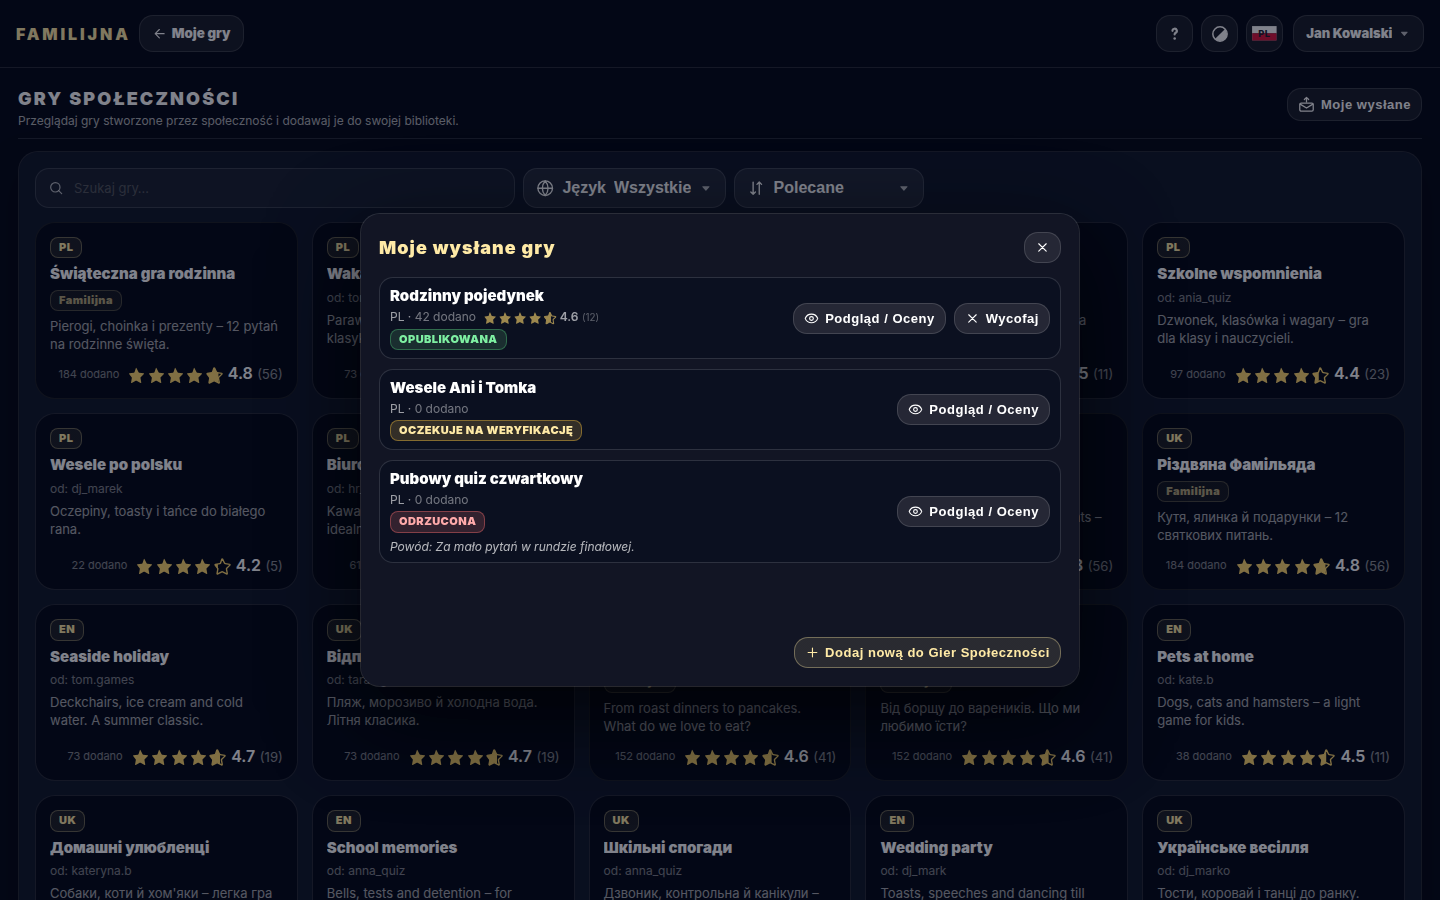 FAMILIJNA
Moje gry
?
PL
Jan Kowalski
GRY SPOŁECZNOŚCI
Przeglądaj gry stworzone przez społeczność i dodawaj je do swojej biblioteki.
Moje wysłane
Szukaj gry...
Język Wszystkie
Polecane
Moje wysłane gry
Rodzinny pojedynek
PL · 42 dodano 4.6 (12)
OPUBLIKOWANA
Podgląd / Oceny
Wycofaj
Wesele Ani i Tomka
PL · 0 dodano
OCZEKUJE NA WERYFIKACJĘ
Podgląd / Oceny
Pubowy quiz czwartkowy
PL · 0 dodano
ODRZUCONA
Powód: Za mało pytań w rundzie finałowej.
Podgląd / Oceny
Dodaj nową do Gier Społeczności
PL
Świąteczna gra rodzinna
Familijna
Pierogi, choinka i prezenty – 12 pytań
na rodzinne święta.
184 dodano 4.8 (56)
PL
73
(11)
PL
Szkolne wspomnienia
od: ania_quiz
Dzwonek, klasówka i wagary – gra
dla klasy i nauczycieli.
97 dodano 4.4 (23)
PL
Wesele po polsku
od: dj_marek
Oczepiny, toasty i tańce do białego
rana.
22 dodano 4.2 (5)
PL
61
(56)
UK
Різдвяна Фамільяда
Familijna
Кутя, ялинка й подарунки – 12
святкових питань.
184 dodano 4.8 (56)
EN
Seaside holiday
od: tom.games
Deckchairs, ice cream and cold
water. A summer classic.
73 dodano 4.7 (19)
UK
Пляж, морозиво й холодна вода.
Літня класика.
73 dodano 4.7 (19)
From roast dinners to pancakes.
What do we love to eat?
152 dodano 4.6 (41)
Від борщу до вареників. Що ми
любимо їсти?
152 dodano 4.6 (41)
EN
Pets at home
od: kate.b
Dogs, cats and hamsters – a light
game for kids.
38 dodano 4.5 (11)
UK
Домашні улюбленці
od: kateryna.b
Собаки, коти й хом'яки – легка гра
EN
School memories
od: anna_quiz
Bells, tests and detention – for
UK
Шкільні спогади
od: anna_quiz
Дзвоник, контрольна й канікули –
EN
Wedding party
od: dj_mark
Toasts, speeches and dancing till
UK
Українське весілля
od: dj_marko
Тости, коровай і танці до ранку.